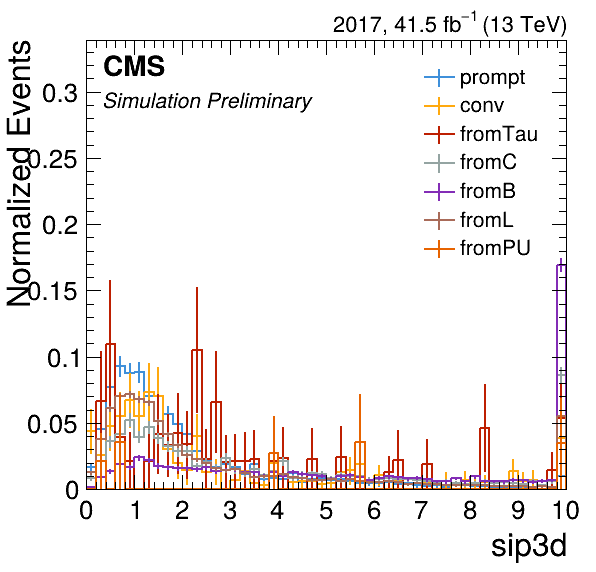 2017, 41.5 fb⁻¹ (13 TeV)
CMS
Simulation Preliminary
prompt
conv
fromTau
fromC
fromB
fromL
fromPU
Normalized Events
0.3
0.25
0.2
0.15
0.1
0.05
0
0 1 2 3 4 5 6 7 8 9 10
sip3d